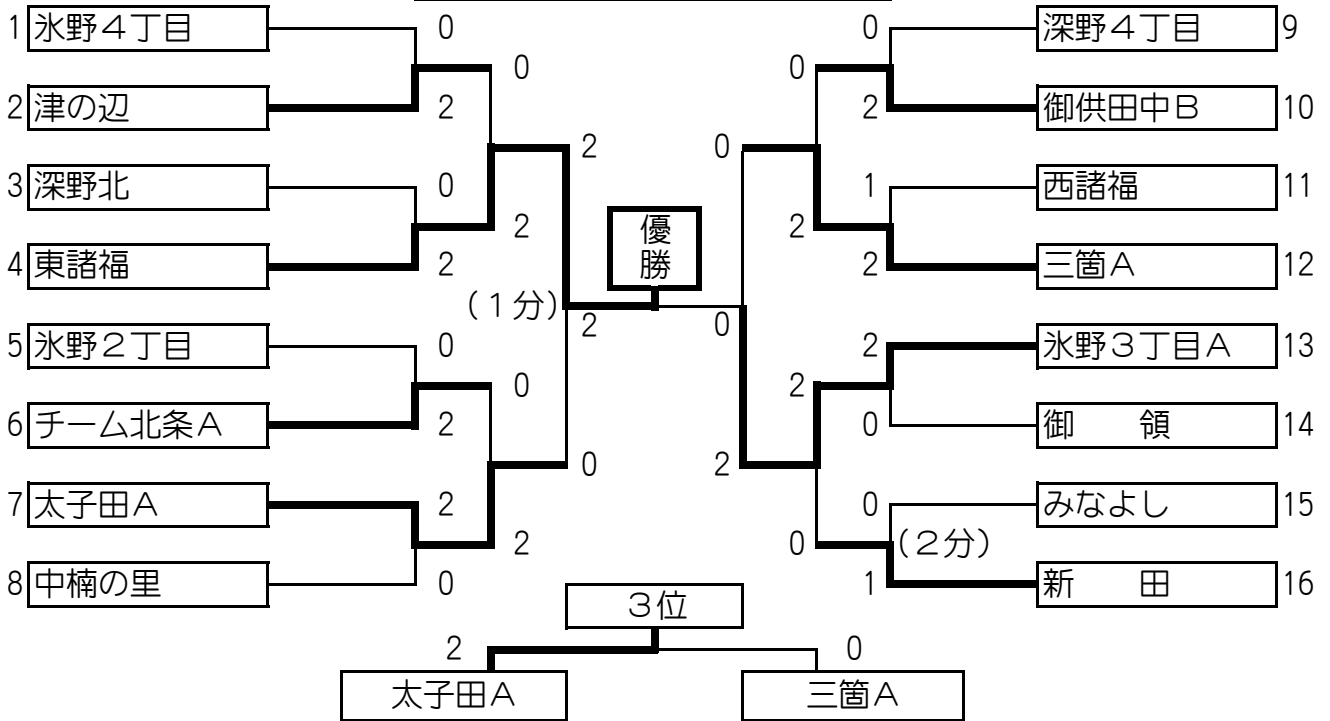 1 氷野４丁目 0 0 深野４丁目 9
0 0
2 津の辺 2 2 御供田中Ｂ 10
2 0
3 深野北 0 1 西諸福 11
2 優勝 2
4 東諸福 2 2 三箇Ａ 12
（１分） 2 0
5 氷野２丁目 0 2 氷野３丁目Ａ 13
0 2
6 チーム北条Ａ 2 0 御　領 14
0 2
7 太子田Ａ 2 0 みなよし 15
2 0 （２分）
8 中楠の里 0 1 新　田 16
３位
2 0
太子田Ａ 三箇Ａ